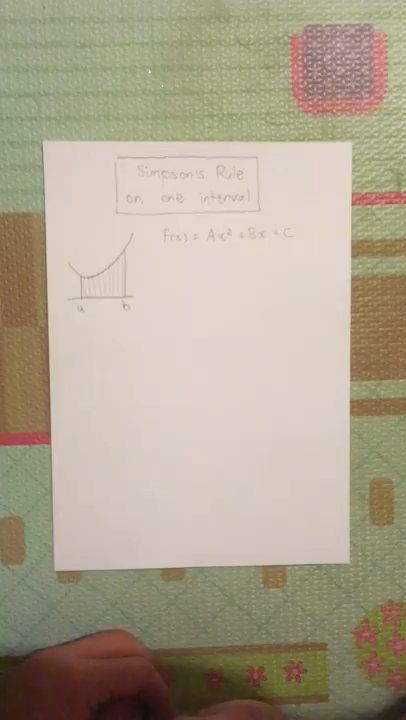 Simpson's Rule
on one interval
f(x) = Ax² + Bx + C
a b